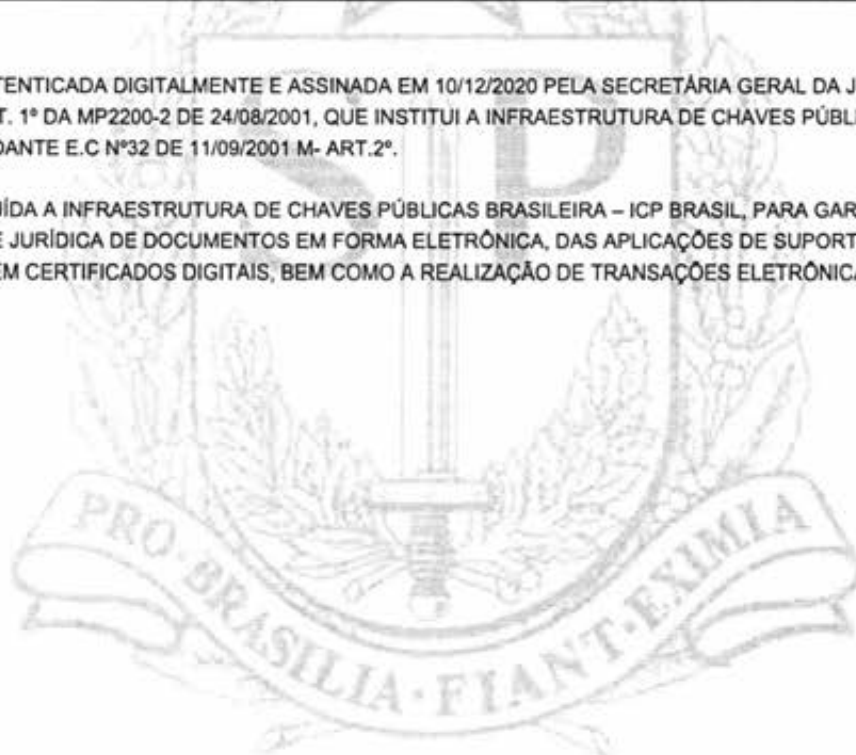 TENTICADA DIGITALMENTE E ASSINADA EM 10/12/2020 PELA SECRETÁRIA GERAL DA J
T. 1º DA MP2200-2 DE 24/08/2001, QUE INSTITUI A INFRAESTRUTURA DE CHAVES PÚBLI
DANTE E.C Nº32 DE 11/09/2001 M- ART.2º.
ÍDA A INFRAESTRUTURA DE CHAVES PÚBLICAS BRASILEIRA – ICP BRASIL, PARA GAR
E JURÍDICA DE DOCUMENTOS EM FORMA ELETRÔNICA, DAS APLICAÇÕES DE SUPORT
EM CERTIFICADOS DIGITAIS, BEM COMO A REALIZAÇÃO DE TRANSAÇÕES ELETRÔNICA
SP
PRO·BRASILIA·FIANT·EXIMIA